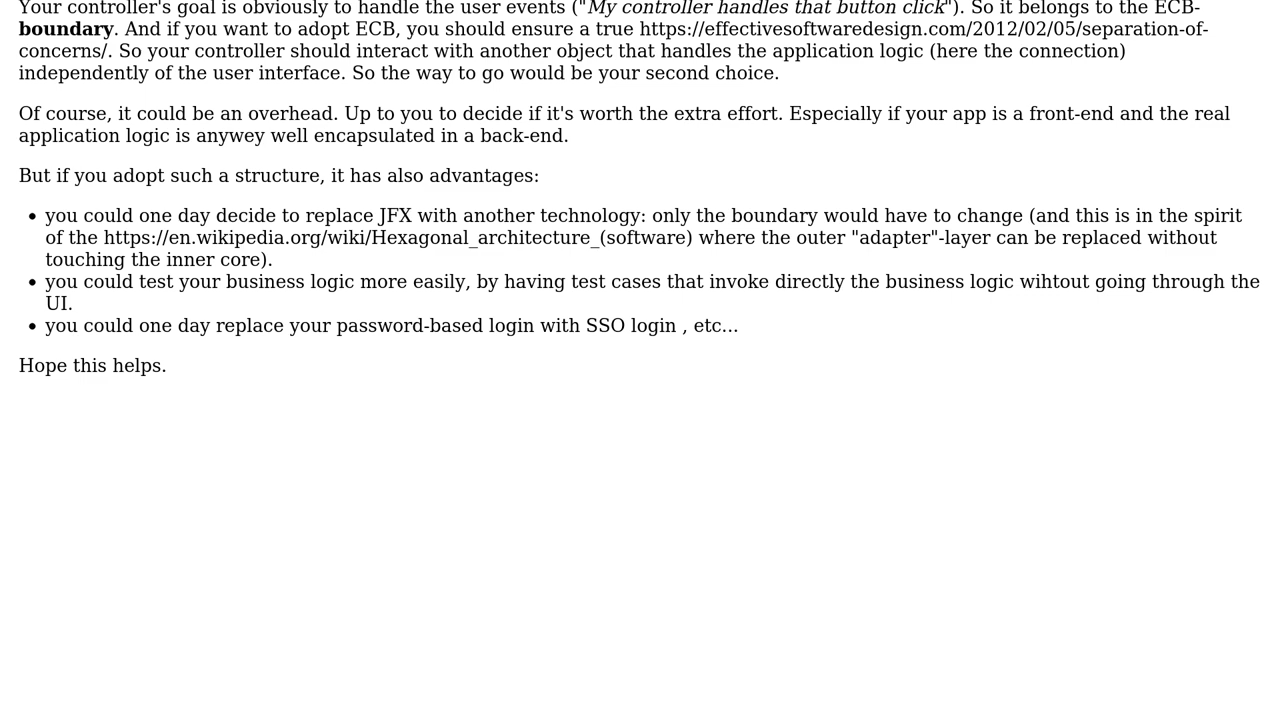 Your controller's goal is obviously to handle the user events ("My controller handles that button click"). So it belongs to the ECB-
boundary. And if you want to adopt ECB, you should ensure a true https://effectivesoftwaredesign.com/2012/02/05/separation-of-
concerns/. So your controller should interact with another object that handles the application logic (here the connection)
independently of the user interface. So the way to go would be your second choice.
Of course, it could be an overhead. Up to you to decide if it's worth the extra effort. Especially if your app is a front-end and the real
application logic is anywey well encapsulated in a back-end.
But if you adopt such a structure, it has also advantages:
• you could one day decide to replace JFX with another technology: only the boundary would have to change (and this is in the spirit
of the https://en.wikipedia.org/wiki/Hexagonal_architecture_(software) where the outer "adapter"-layer can be replaced without
touching the inner core).
• you could test your business logic more easily, by having test cases that invoke directly the business logic wihtout going through the
UI.
• you could one day replace your password-based login with SSO login , etc...
Hope this helps.